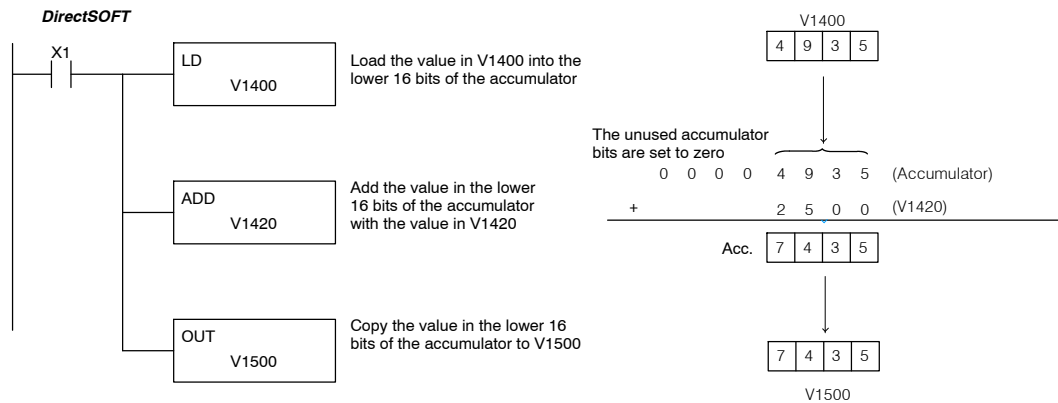 DirectSOFT
X1
LD
V1400
Load the value in V1400 into the
lower 16 bits of the accumulator
ADD
V1420
Add the value in the lower
16 bits of the accumulator
with the value in V1420
OUT
V1500
Copy the value in the lower 16
bits of the accumulator to V1500
V1400
4 9 3 5
The unused accumulator
bits are set to zero
0 0 0 0 4 9 3 5 (Accumulator)
+ 2 5 0 0 (V1420)
Acc. 7 4 3 5
7 4 3 5
V1500